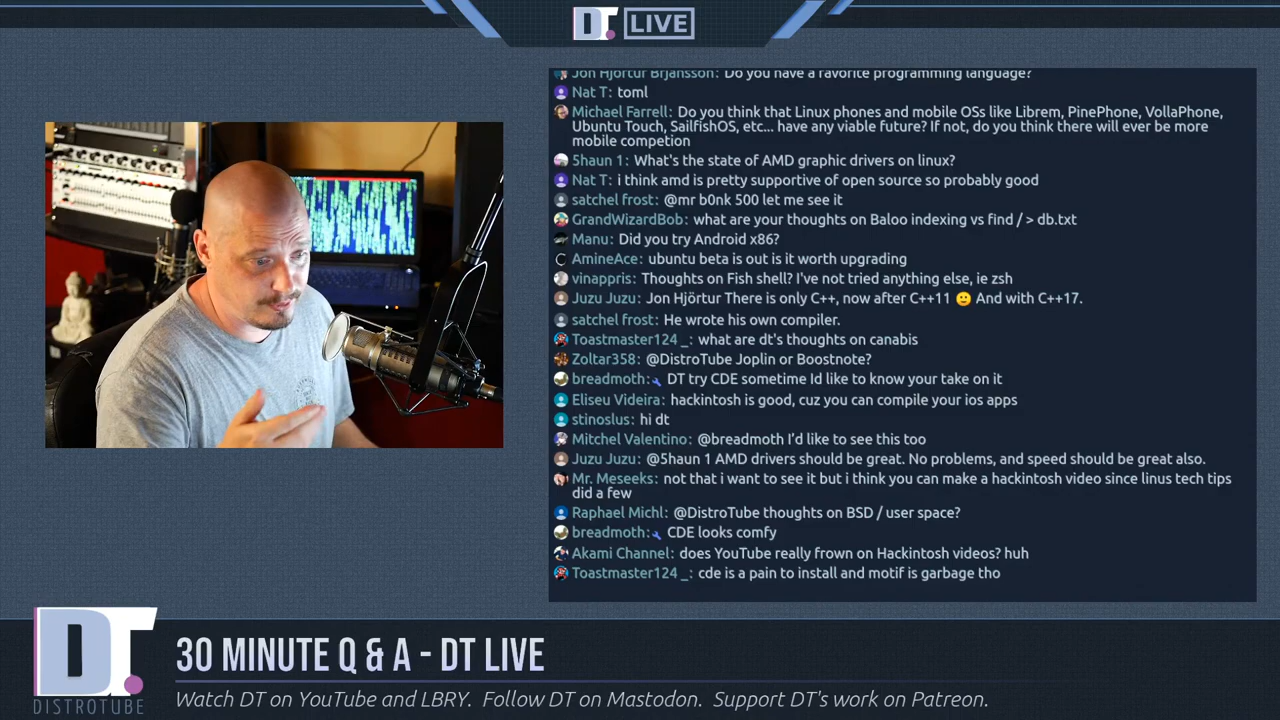 DT. LIVE
Jon Hjörtur Brjánsson: Do you have a favorite programming language?
Nat T: toml
Michael Farrell: Do you think that Linux phones and mobile OSs like Librem, PinePhone, VollaPhone,
Ubuntu Touch, SailfishOS, etc... have any viable future? If not, do you think there will ever be more
mobile competion
5haun 1: What's the state of AMD graphic drivers on linux?
Nat T: i think amd is pretty supportive of open source so probably good
satchel frost: @mr b0nk 500 let me see it
GrandWizardBob: what are your thoughts on Baloo indexing vs find / > db.txt
Manu: Did you try Android x86?
AmineAce: ubuntu beta is out is it worth upgrading
vinappris: Thoughts on Fish shell? I've not tried anything else, ie zsh
Juzu Juzu: Jon Hjörtur There is only C++, now after C++11 🙂 And with C++17.
satchel frost: He wrote his own compiler.
Toastmaster124 _: what are dt's thoughts on canabis
Zoltar358: @DistroTube Joplin or Boostnote?
breadmoth: DT try CDE sometime Id like to know your take on it
Eliseu Videira: hackintosh is good, cuz you can compile your ios apps
stinoslus: hi dt
Mitchel Valentino: @breadmoth I'd like to see this too
Juzu Juzu: @5haun 1 AMD drivers should be great. No problems, and speed should be great also.
Mr. Meseeks: not that i want to see it but i think you can make a hackintosh video since linus tech tips
did a few
Raphael Michl: @DistroTube thoughts on BSD / user space?
breadmoth: CDE looks comfy
Akami Channel: does YouTube really frown on Hackintosh videos? huh
Toastmaster124 _: cde is a pain to install and motif is garbage tho
DT.
DISTROTUBE
30 MINUTE Q & A - DT LIVE
Watch DT on YouTube and LBRY. Follow DT on Mastodon. Support DT's work on Patreon.